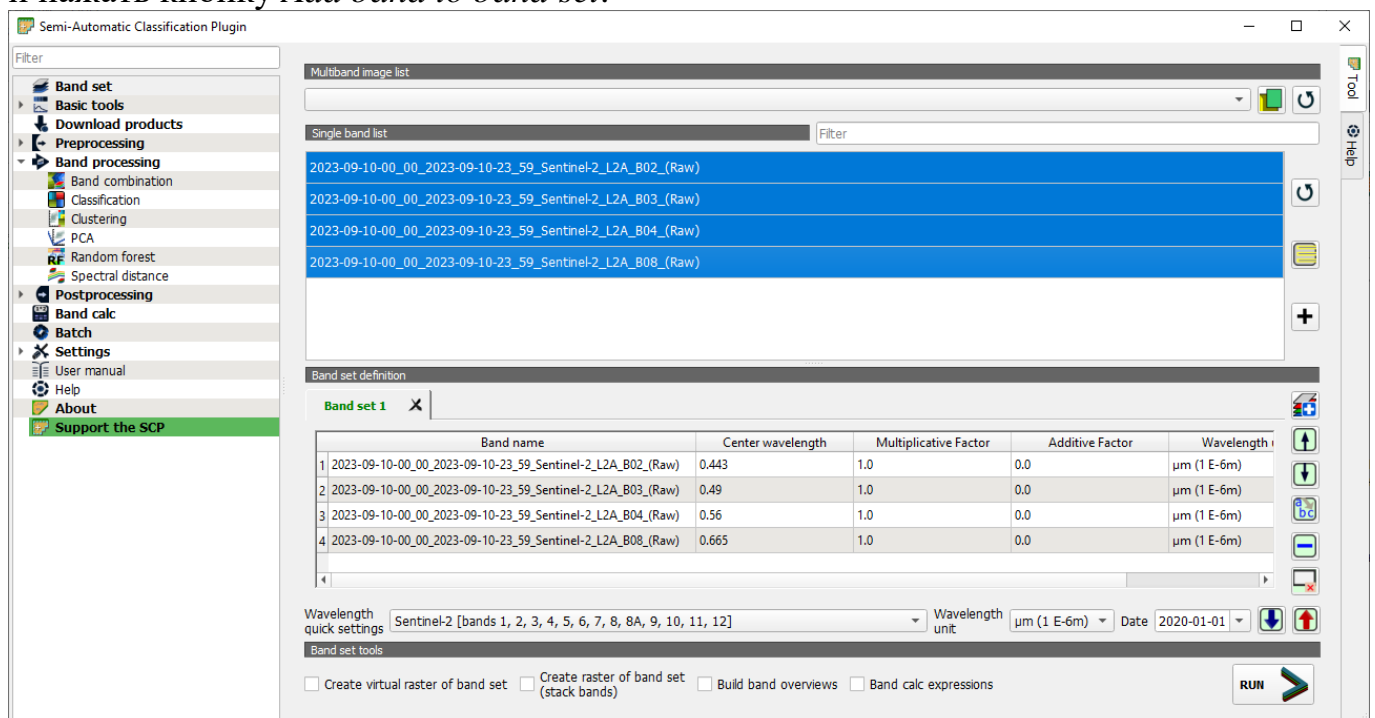 и нажать кнопку Add band to band set.
Semi-Automatic Classification Plugin
Filter
Band set
Basic tools
Download products
Preprocessing
Band processing
Band combination
Classification
Clustering
PCA
RF Random forest
Spectral distance
Postprocessing
Band calc
Batch
Settings
User manual
Help
About
Support the SCP
Multiband image list
Single band list Filter
2023-09-10-00_00_2023-09-10-23_59_Sentinel-2_L2A_B02_(Raw)
2023-09-10-00_00_2023-09-10-23_59_Sentinel-2_L2A_B03_(Raw)
2023-09-10-00_00_2023-09-10-23_59_Sentinel-2_L2A_B04_(Raw)
2023-09-10-00_00_2023-09-10-23_59_Sentinel-2_L2A_B08_(Raw)
Band set definition
Band set 1
Band name Center wavelength Multiplicative Factor Additive Factor Wavelength
1 2023-09-10-00_00_2023-09-10-23_59_Sentinel-2_L2A_B02_(Raw) 0.443 1.0 0.0 µm (1 E-6m)
2 2023-09-10-00_00_2023-09-10-23_59_Sentinel-2_L2A_B03_(Raw) 0.49 1.0 0.0 µm (1 E-6m)
3 2023-09-10-00_00_2023-09-10-23_59_Sentinel-2_L2A_B04_(Raw) 0.56 1.0 0.0 µm (1 E-6m)
4 2023-09-10-00_00_2023-09-10-23_59_Sentinel-2_L2A_B08_(Raw) 0.665 1.0 0.0 µm (1 E-6m)
Wavelength
quick settings Sentinel-2 [bands 1, 2, 3, 4, 5, 6, 7, 8, 8A, 9, 10, 11, 12] Wavelength
unit µm (1 E-6m) Date 2020-01-01
Band set tools
Create virtual raster of band set Create raster of band set
(stack bands) Build band overviews Band calc expressions RUN
Tool
Help
a
bc